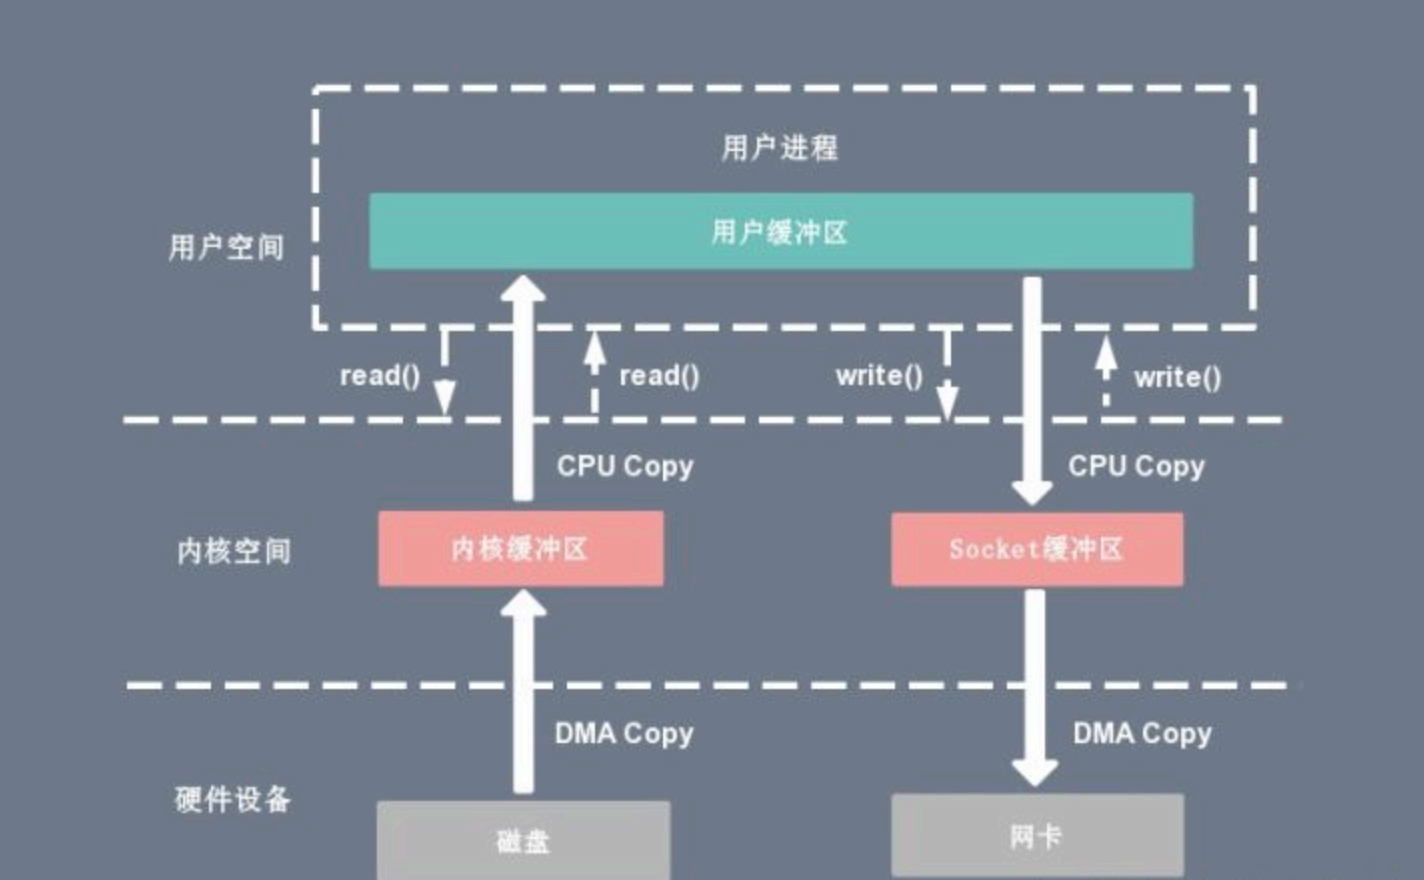 用户进程
用户缓冲区
用户空间
read()
read()
write()
write()
CPU Copy
CPU Copy
内核空间
内核缓冲区
Socket缓冲区
DMA Copy
DMA Copy
硬件设备
磁盘
网卡